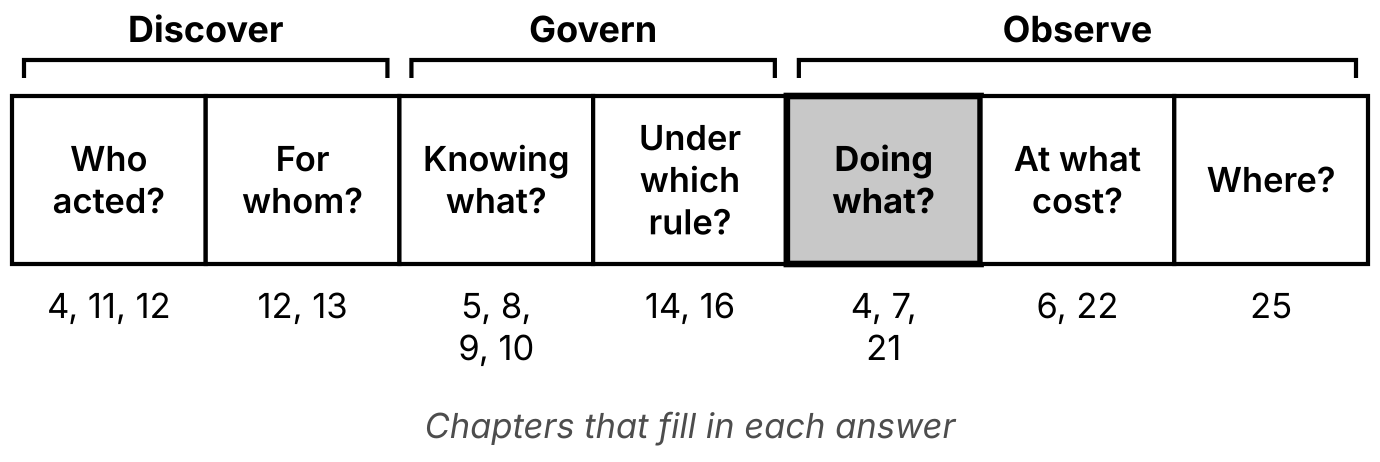 Discover
Govern
Observe
Who
acted?
For
whom?
Knowing
what?
Under
which
rule?
Doing
what?
At what
cost?
Where?
4, 11, 12
12, 13
5, 8,
9, 10
14, 16
4, 7,
21
6, 22
25
Chapters that fill in each answer